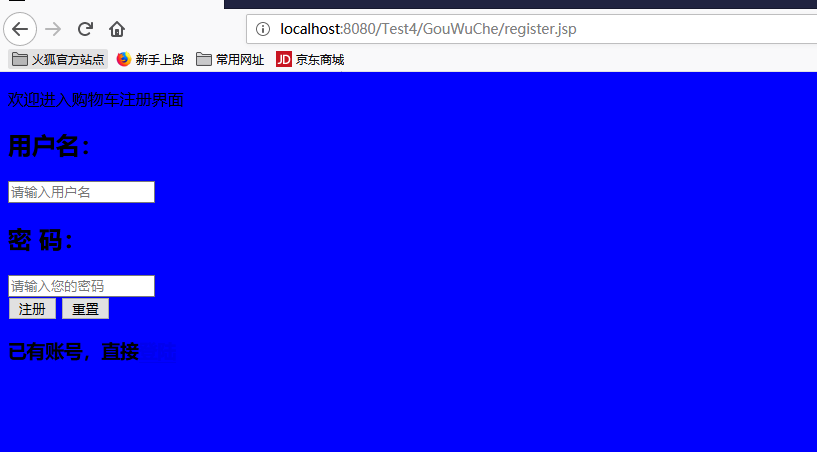 localhost:8080/Test4/GouWuChe/register.jsp
火狐官方站点 新手上路 常用网址 JD 京东商城
欢迎进入购物车注册界面
用户名：
请输入用户名
密 码：
请输入您的密码
注册 重置
已有账号，直接